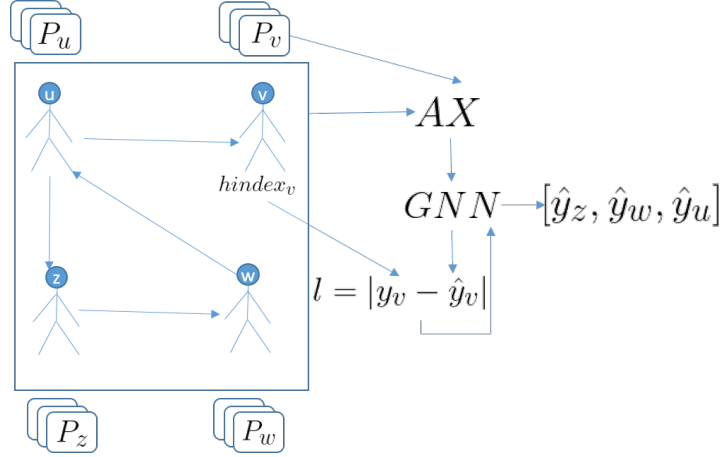 P_u
P_v
u
v
AX
hindex_v
GNN
[ŷ_z, ŷ_w, ŷ_u]
z
w
l = |y_v − ŷ_v|
P_z
P_w